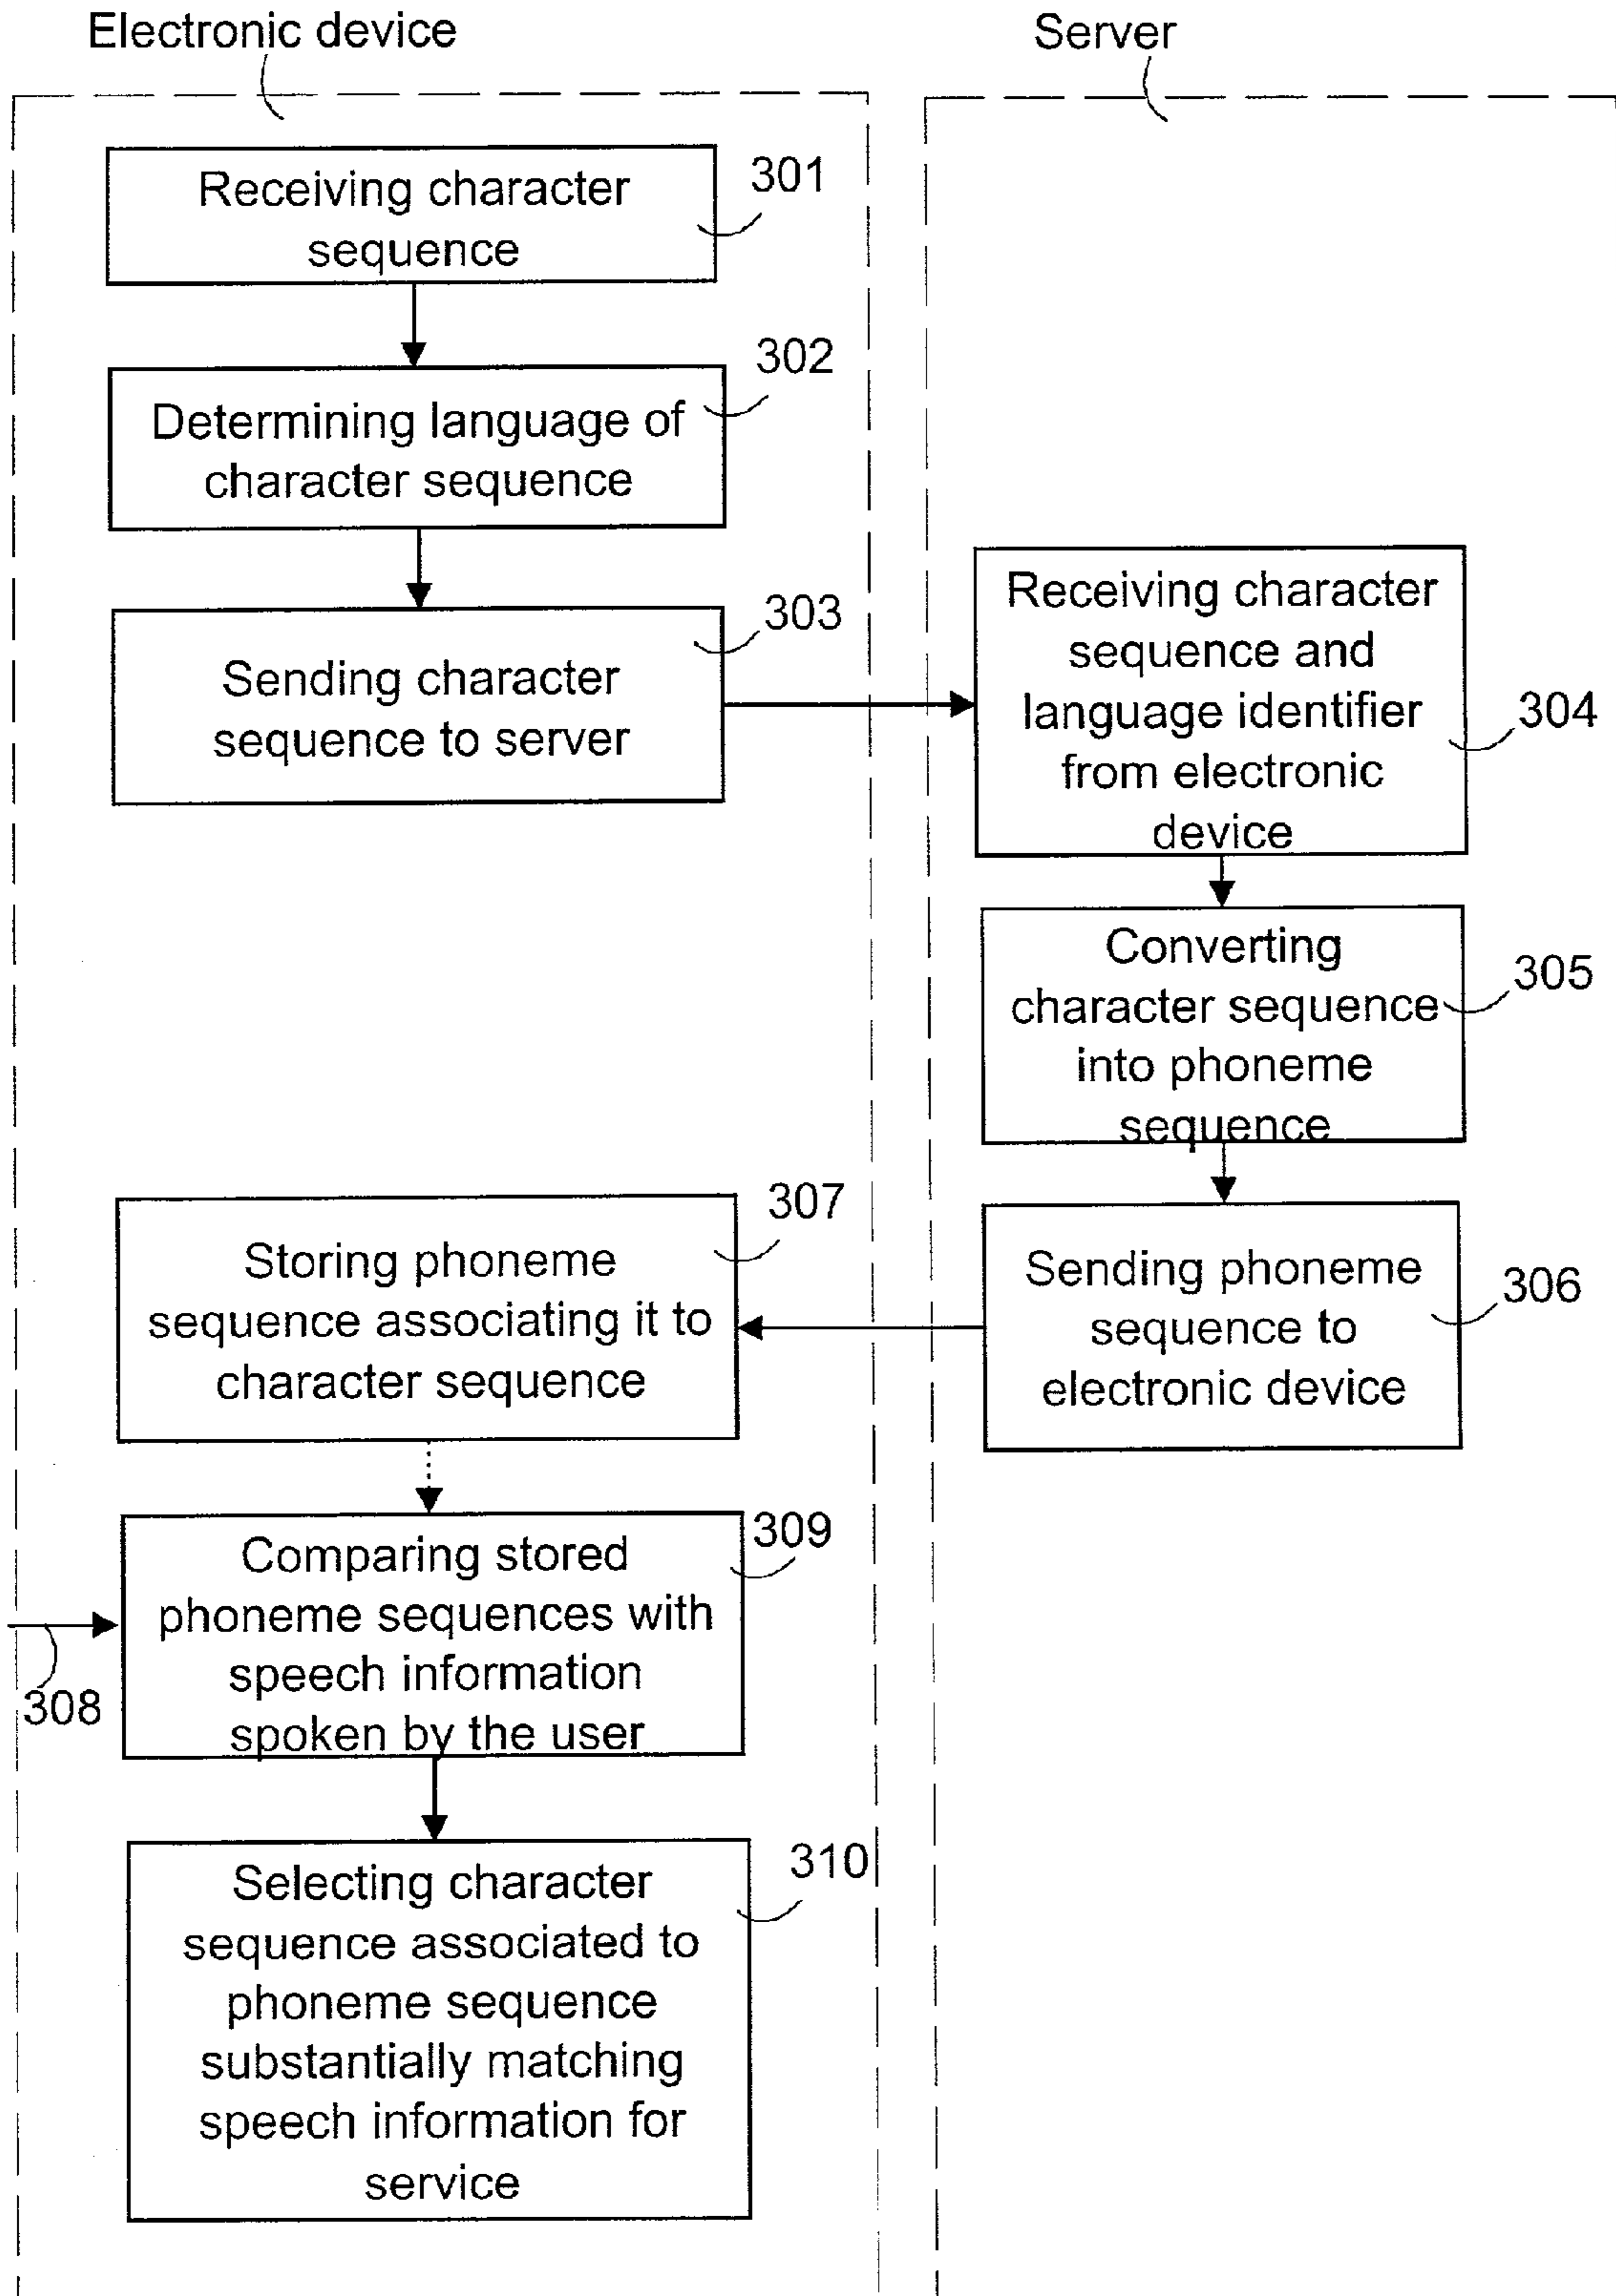 Electronic device
Server
301
Receiving character
sequence
302
Determining language of
character sequence
303
Sending character
sequence to server
Receiving character
sequence and
language identifier
from electronic
device
304
Converting
character sequence
into phoneme
sequence
305
Sending phoneme
sequence to
electronic device
306
307
Storing phoneme
sequence associating it to
character sequence
308
309
Comparing stored
phoneme sequences with
speech information
spoken by the user
310
Selecting character
sequence associated to
phoneme sequence
substantially matching
speech information for
service